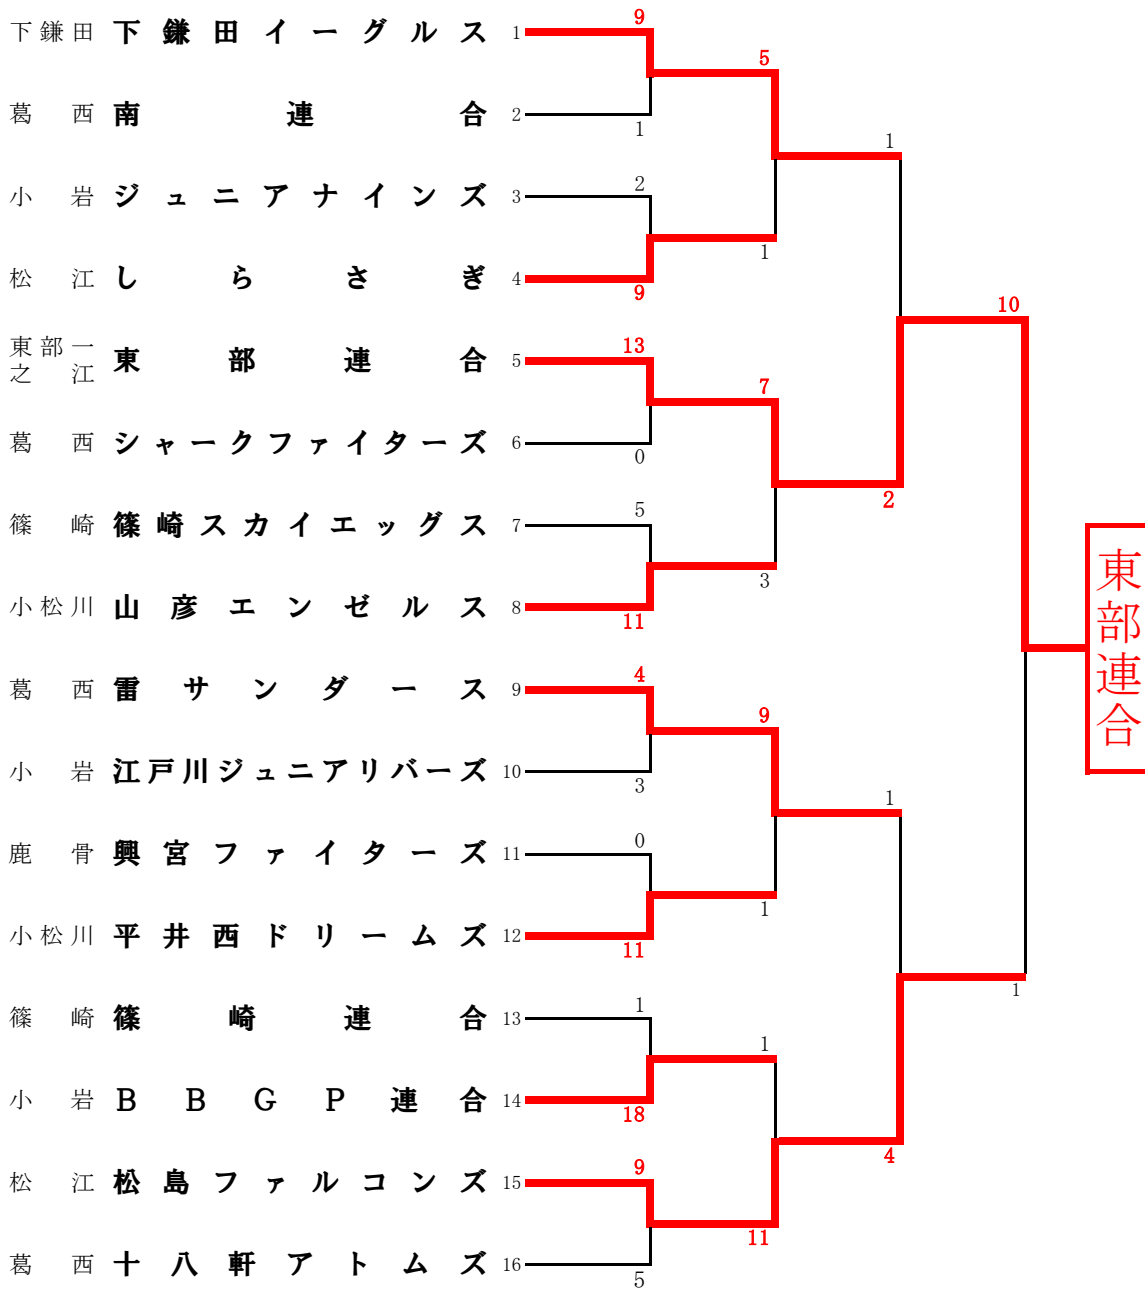 9
下鎌田 下鎌田イーグルス 1
5
葛西 南連合 2
1
1
2
小岩 ジュニアナインズ 3
1
松江 しらさぎ 4
9
10
13
東部一之江 東部連合 5
7
葛西 シャークファイターズ 6
0
2
5
篠崎 篠崎スカイエッグス 7
3
小松川 山彦エンゼルス 8
11
東部連合
4
葛西 雷サンダース 9
9
小岩 江戸川ジュニアリバーズ 10
3
1
0
鹿骨 興宮ファイターズ 11
1
小松川 平井西ドリームズ 12
11
1
1
篠崎 篠崎連合 13
1
小岩 BBGP連合 14
18
4
9
松江 松島ファルコンズ 15
11
葛西 十八軒アトムズ 16
5